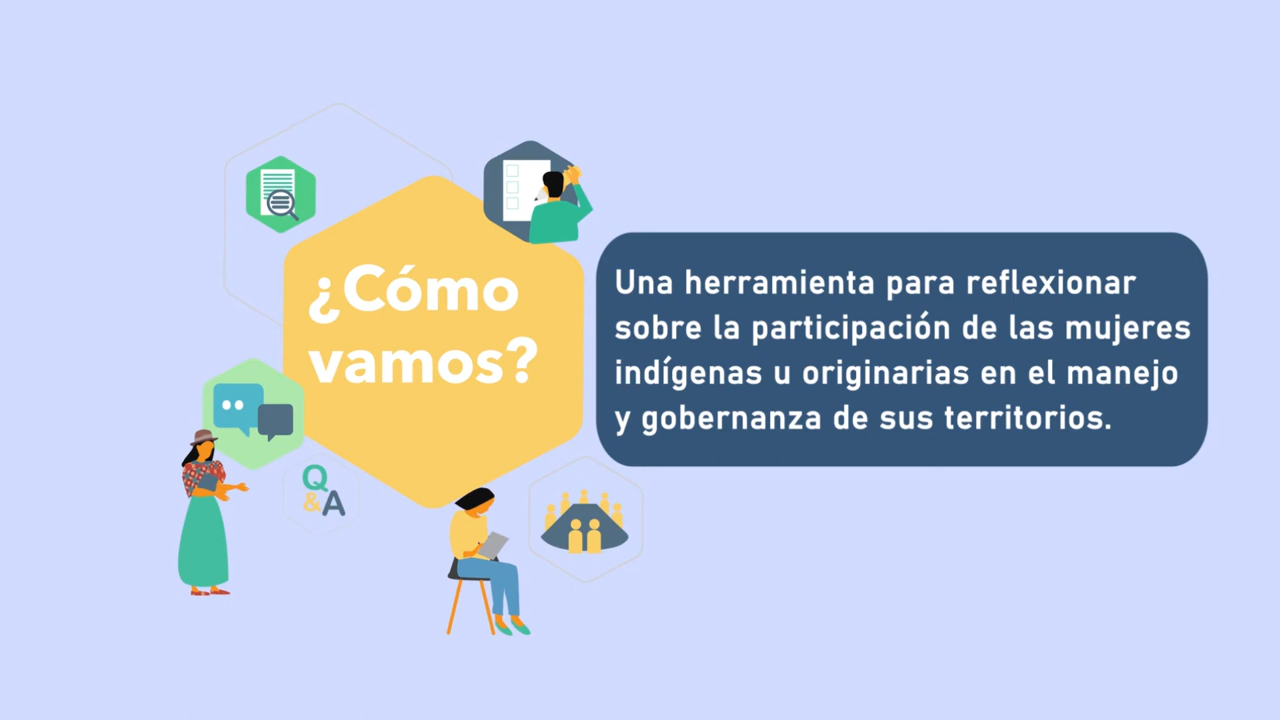 ¿Cómo
vamos?
Una herramienta para reflexionar
sobre la participación de las mujeres
indígenas u originarias en el manejo
y gobernanza de sus territorios.
Q
&A